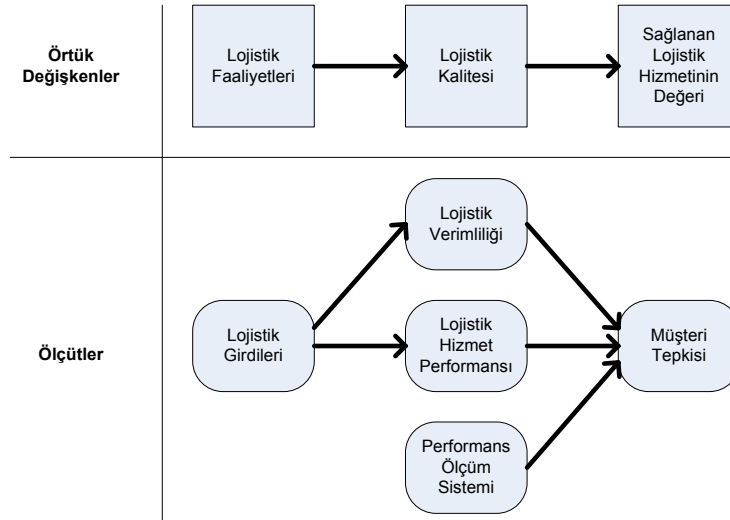 Örtük
Değişkenler
Lojistik
Faaliyetleri
Lojistik
Kalitesi
Sağlanan
Lojistik
Hizmetinin
Değeri
Ölçütler
Lojistik
Girdileri
Lojistik
Verimliliği
Lojistik
Hizmet
Performansı
Performans
Ölçüm
Sistemi
Müşteri
Tepkisi